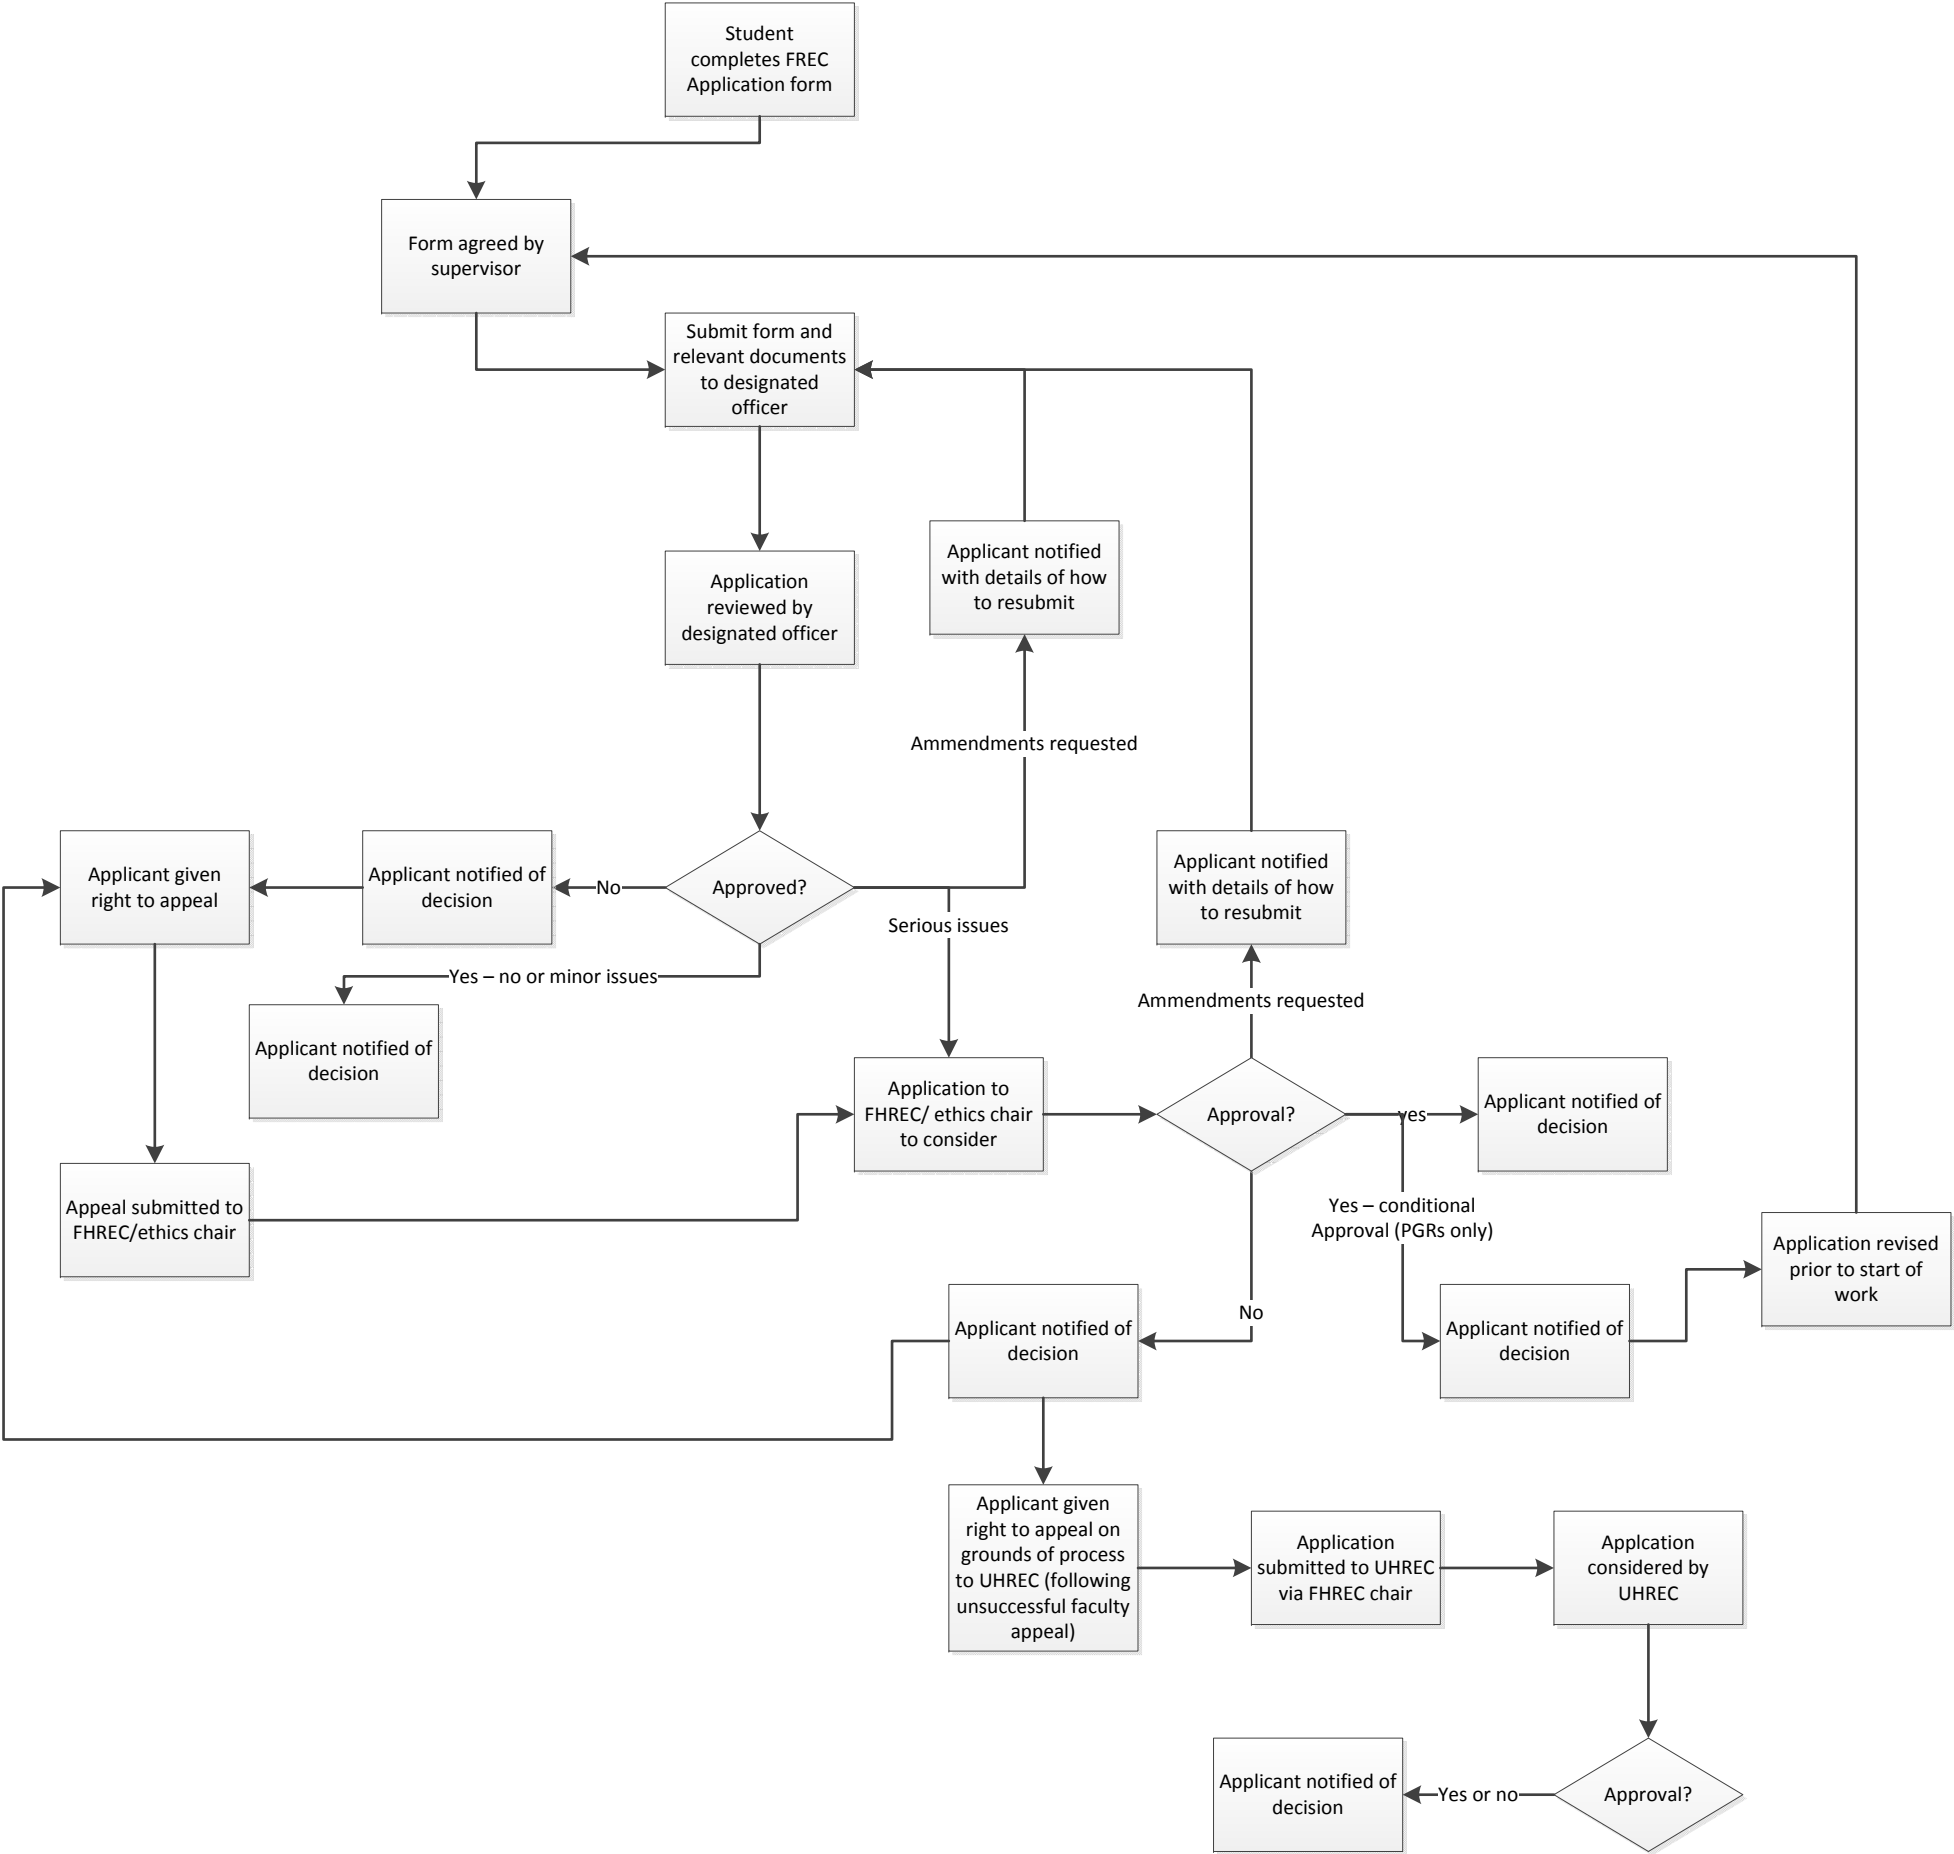 Student
completes FREC
Application form
Form agreed by
supervisor
Submit form and
relevant documents
to designated
officer
Applicant notified
with details of how
to resubmit
Application
reviewed by
designated officer
Ammendments requested
Applicant given
right to appeal
Applicant notified of
decision
No
Approved?
Serious issues
Applicant notified
with details of how
to resubmit
Yes – no or minor issues
Applicant notified of
decision
Ammendments requested
Application to
FHREC/ ethics chair
to consider
Approval?
yes
Applicant notified of
decision
Appeal submitted to
FHREC/ethics chair
Yes – conditional
Approval (PGRs only)
Application revised
prior to start of
work
No
Applicant notified of
decision
Applicant notified of
decision
Applicant given
right to appeal on
grounds of process
to UHREC (following
unsuccessful faculty
appeal)
Application
submitted to UHREC
via FHREC chair
Applcation
considered by
UHREC
Applicant notified of
decision
Yes or no
Approval?